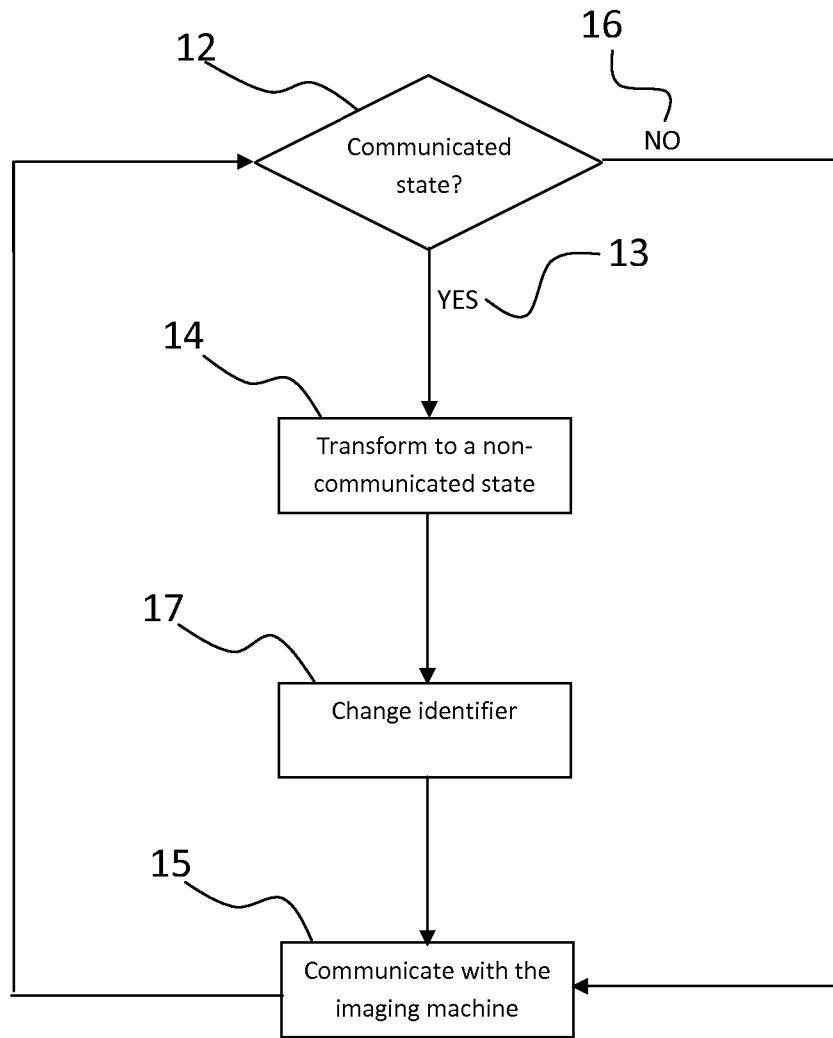 16
12
NO
Communicated
state?
13
YES
14
Transform to a non-
communicated state
17
Change identifier
15
Communicate with the
imaging machine